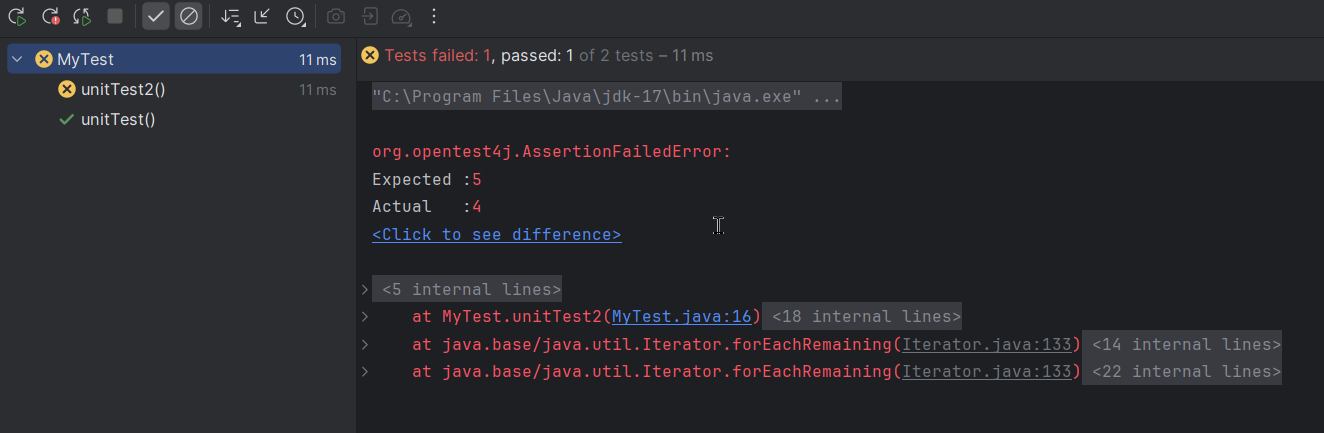 MyTest 11 ms
unitTest2() 11 ms
unitTest()
Tests failed: 1, passed: 1 of 2 tests – 11 ms
"C:\Program Files\Java\jdk-17\bin\java.exe" ...
org.opentest4j.AssertionFailedError:
Expected :5
Actual   :4
<Click to see difference>
<5 internal lines>
at MyTest.unitTest2(MyTest.java:16) <18 internal lines>
at java.base/java.util.Iterator.forEachRemaining(Iterator.java:133) <14 internal lines>
at java.base/java.util.Iterator.forEachRemaining(Iterator.java:133) <22 internal lines>